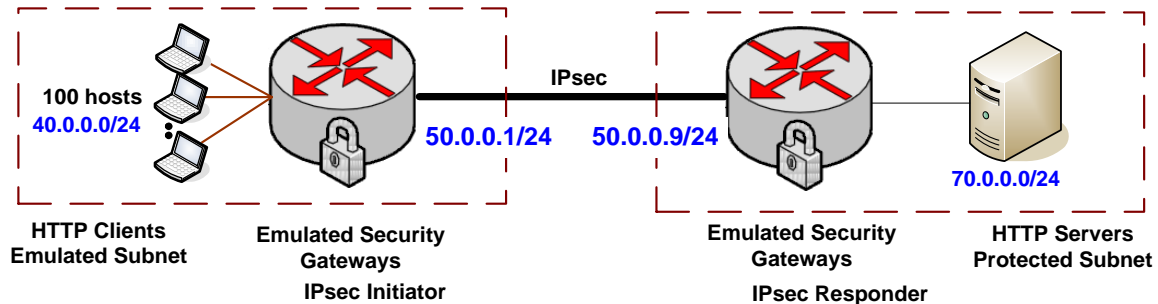 IPsec
100 hosts
40.0.0.0/24
50.0.0.1/24
50.0.0.9/24
70.0.0.0/24
HTTP Clients
Emulated Subnet
Emulated Security
Gateways
IPsec Initiator
Emulated Security
Gateways
IPsec Responder
HTTP Servers
Protected Subnet